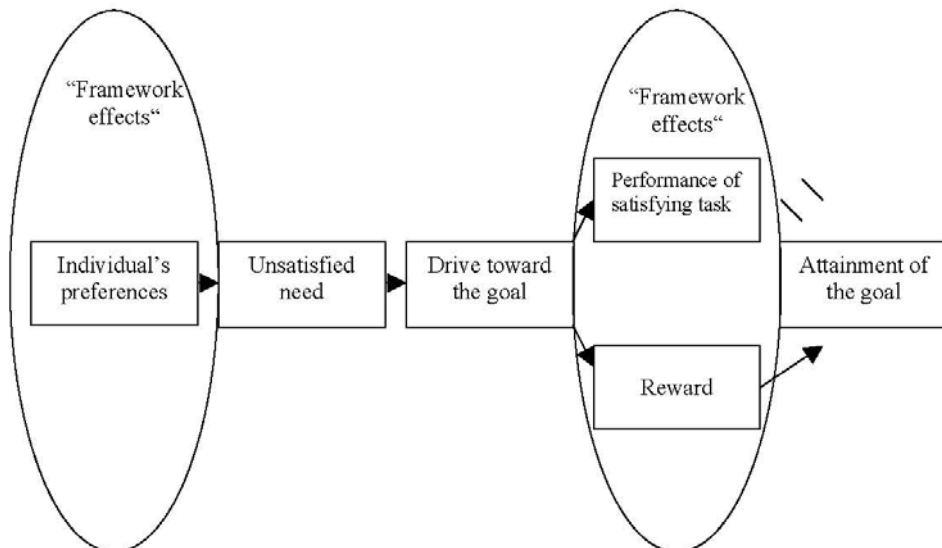 “Framework
effects“
Individual’s
preferences
Unsatisfied
need
Drive toward
the goal
“Framework
effects“
Performance of
satisfying task
Reward
Attainment of
the goal